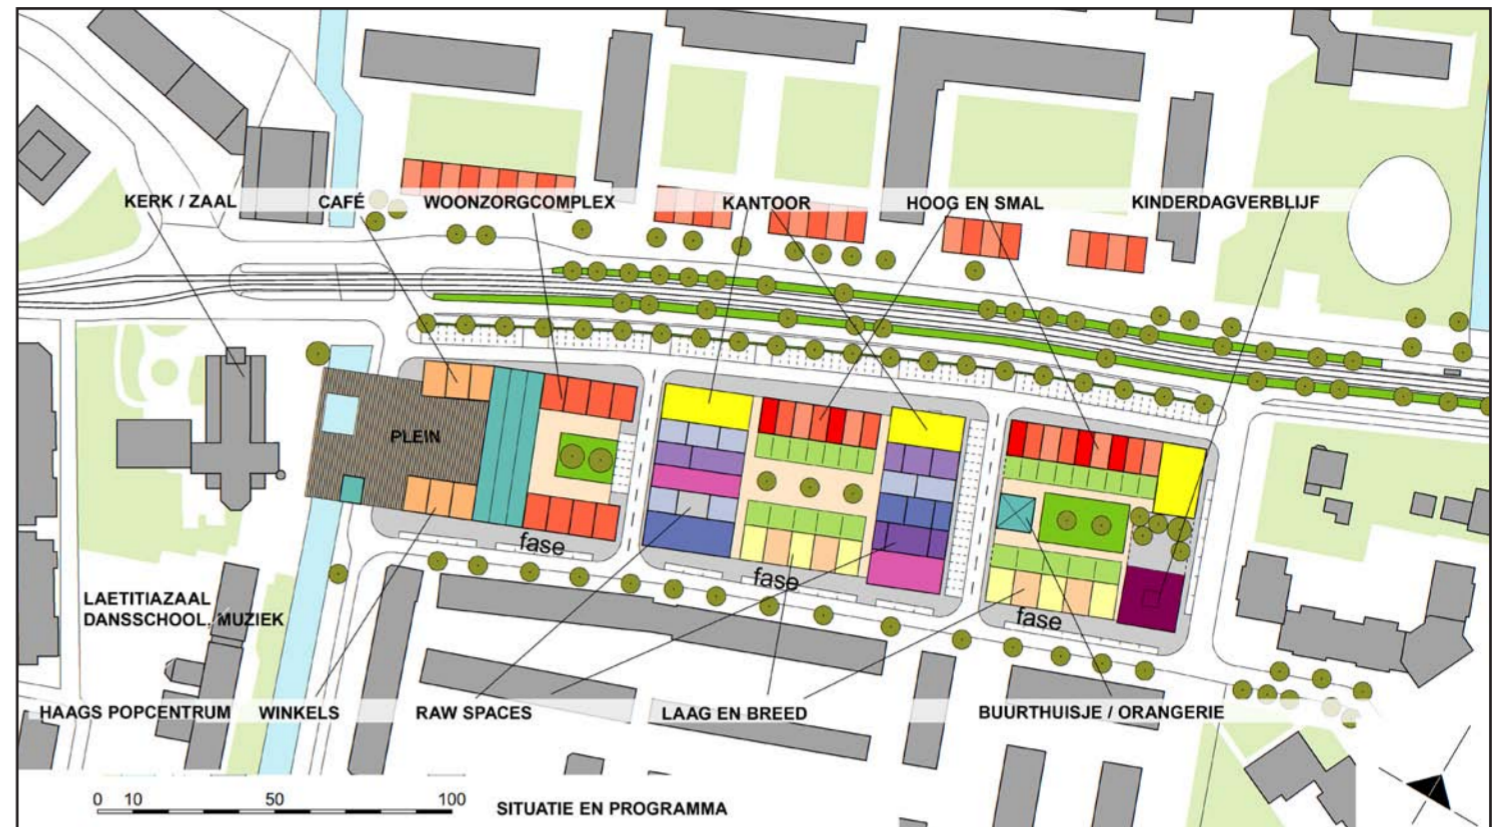 KERK / ZAAL
CAFÉ
WOONZORGCOMPLEX
KANTOOR
HOOG EN SMAL
KINDERDAGVERBLIJF
PLEIN
fase
fase
fase
LAETITIAZAAL
DANSSCHOOL, MUZIEK
HAAGS POPCENTRUM
WINKELS
RAW SPACES
LAAG EN BREED
BUURTHUISJE / ORANGERIE
0 10 50 100
SITUATIE EN PROGRAMMA